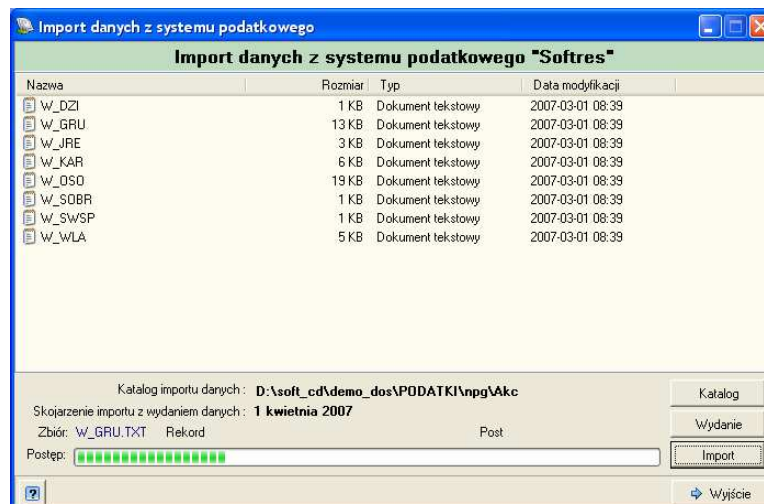 Import danych z systemu podatkowego
Import danych z systemu podatkowego "Softres"
Nazwa Rozmiar Typ Data modyfikacji
W_DZI 1 KB Dokument tekstowy 2007-03-01 08:39
W_GRU 13 KB Dokument tekstowy 2007-03-01 08:39
W_JRE 3 KB Dokument tekstowy 2007-03-01 08:39
W_KAR 6 KB Dokument tekstowy 2007-03-01 08:39
W_OSO 19 KB Dokument tekstowy 2007-03-01 08:39
W_SOBR 1 KB Dokument tekstowy 2007-03-01 08:39
W_SWSP 1 KB Dokument tekstowy 2007-03-01 08:39
W_WLA 5 KB Dokument tekstowy 2007-03-01 08:39
Katalog importu danych : D:\soft_cd\demo_dos\PODATKI\npg\Akc
Katalog
Skojarzenie importu z wydaniem danych : 1 kwietnia 2007
Wydanie
Zbiór: W_GRU.TXT Rekord Post
Postęp:
Import
?
Wyjście